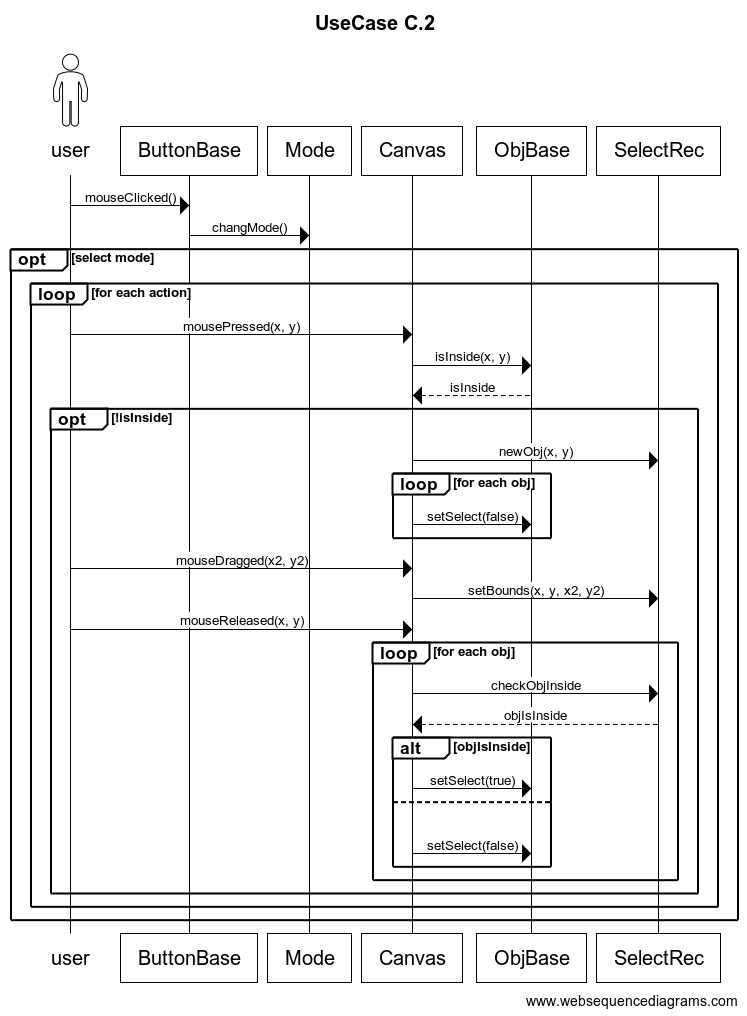 UseCase C.2
user
ButtonBase
Mode
Canvas
ObjBase
SelectRec
mouseClicked()
changMode()
opt [select mode]
loop [for each action]
mousePressed(x, y)
isInside(x, y)
isInside
opt [!isInside]
newObj(x, y)
loop [for each obj]
setSelect(false)
mouseDragged(x2, y2)
setBounds(x, y, x2, y2)
mouseReleased(x, y)
loop [for each obj]
checkObjInside
objIsInside
alt [objIsInside]
setSelect(true)
setSelect(false)
user
ButtonBase
Mode
Canvas
ObjBase
SelectRec
www.websequencediagrams.com